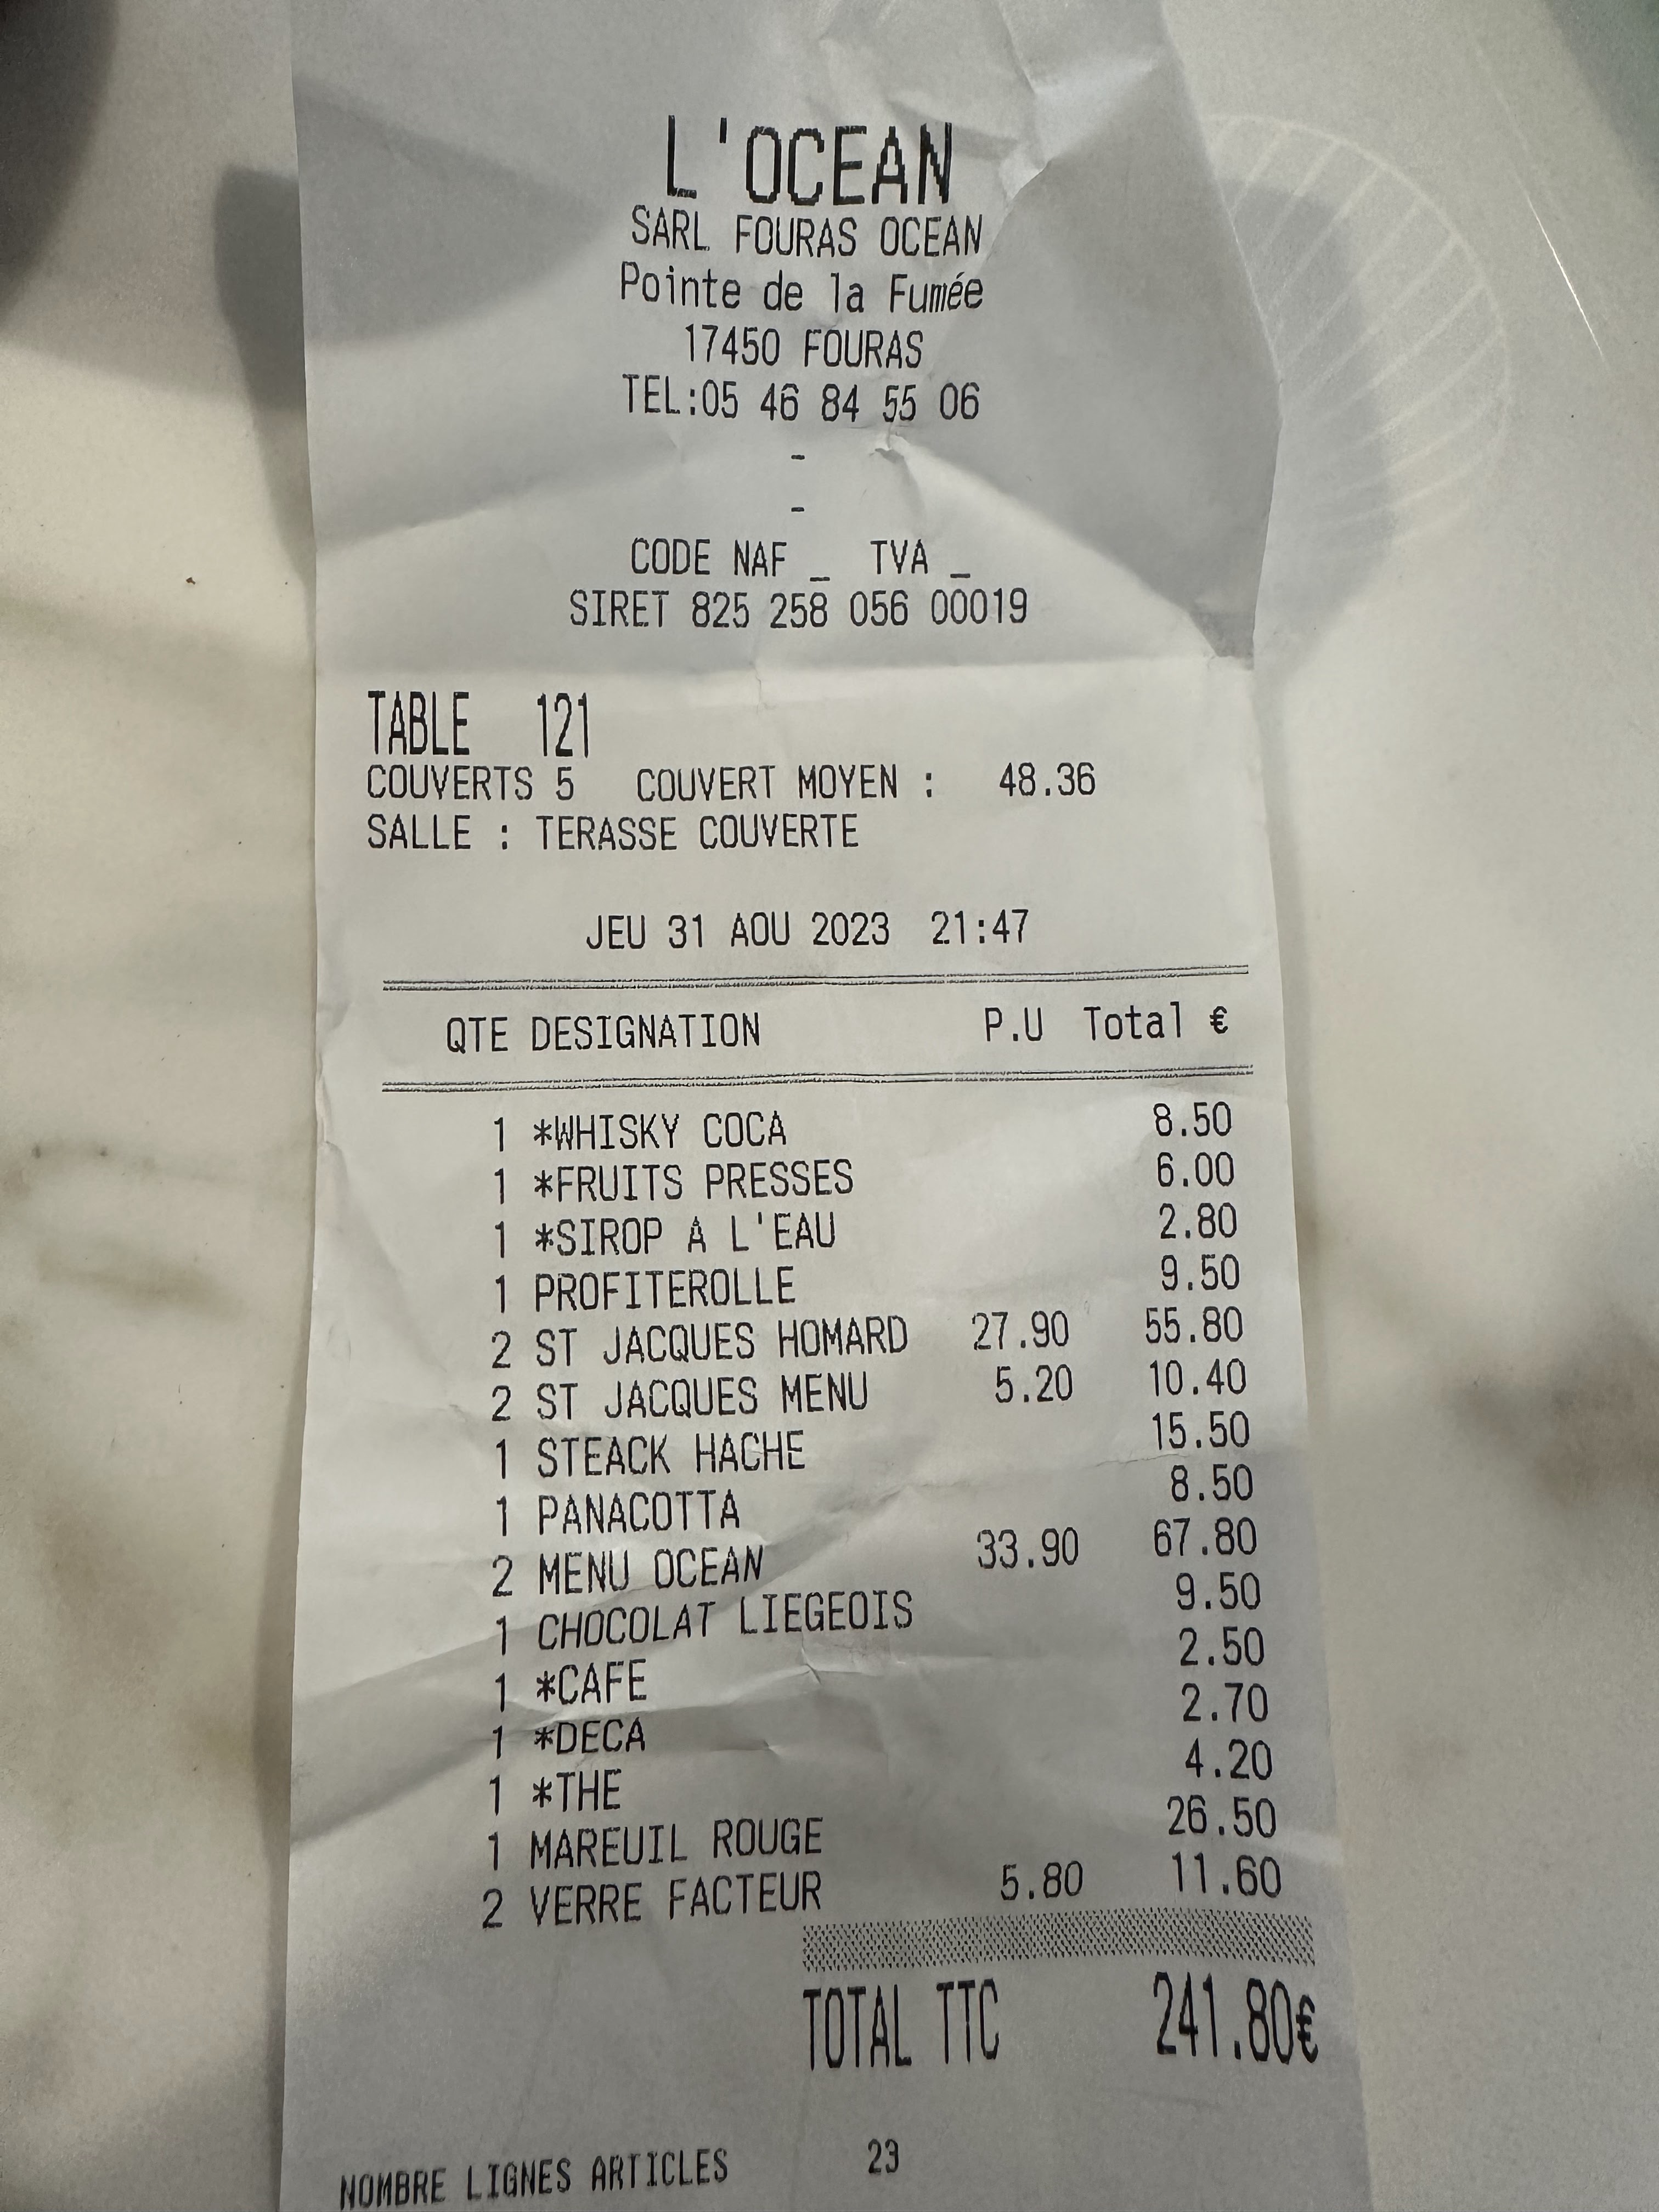 L'OCEAN
SARL FOURAS OCEAN
Pointe de la Fumée
17450 FOURAS
TEL:05 46 84 55 06
-
-
CODE NAF _ TVA _
SIRET 825 258 056 00019
TABLE 121
COUVERTS 5 COUVERT MOYEN : 48.36
SALLE : TERASSE COUVERTE
JEU 31 AOU 2023 21:47
QTE DESIGNATION P.U Total €
1 *WHISKY COCA 8.50
1 *FRUITS PRESSES 6.00
1 *SIROP A L'EAU 2.80
1 PROFITEROLLE 9.50
2 ST JACQUES HOMARD 27.90 55.80
2 ST JACQUES MENU 5.20 10.40
1 STEACK HACHE 15.50
1 PANACOTTA 8.50
2 MENU OCEAN 33.90 67.80
1 CHOCOLAT LIEGEOIS 9.50
1 *CAFE 2.50
1 *DECA 2.70
1 *THE 4.20
1 MAREUIL ROUGE 26.50
2 VERRE FACTEUR 5.80 11.60
TOTAL TTC 241.80€
NOMBRE LIGNES ARTICLES 23